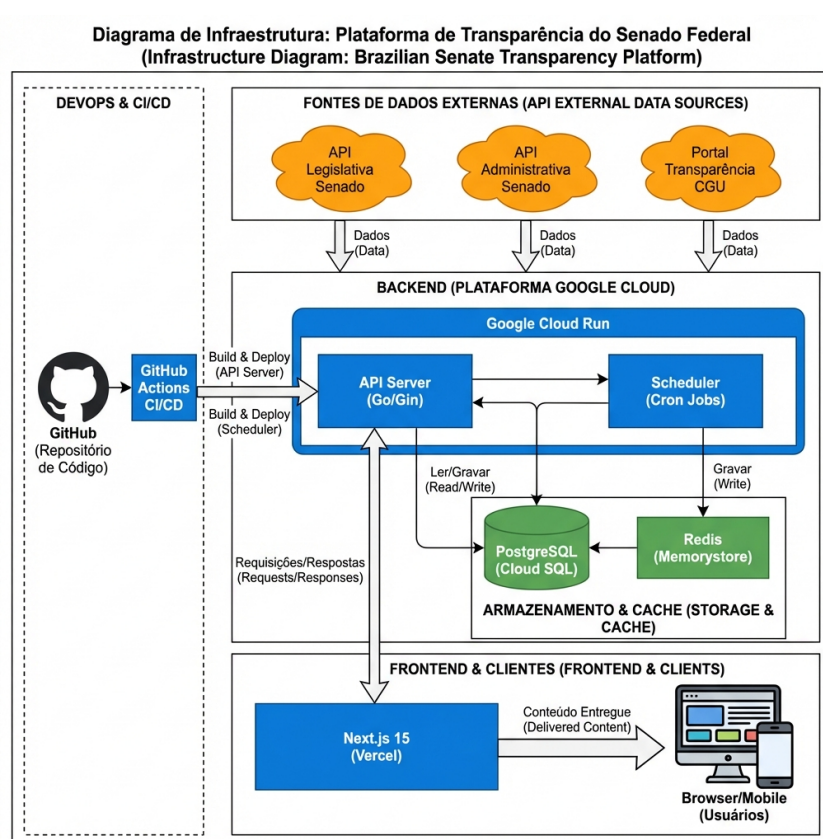 Diagrama de Infraestrutura: Plataforma de Transparência do Senado Federal
(Infrastructure Diagram: Brazilian Senate Transparency Platform)
DEVOPS & CI/CD
FONTES DE DADOS EXTERNAS (API EXTERNAL DATA SOURCES)
API
Legislativa
Senado
API
Administrativa
Senado
Portal
Transparência
CGU
Dados
(Data)
Dados
(Data)
Dados
(Data)
BACKEND (PLATAFORMA GOOGLE CLOUD)
Google Cloud Run
GitHub
(Repositório
de Código)
GitHub
Actions
CI/CD
Build & Deploy
(API Server)
Build & Deploy
(Scheduler)
API Server
(Go/Gin)
Scheduler
(Cron Jobs)
Ler/Gravar
(Read/Write)
Gravar
(Write)
PostgreSQL
(Cloud SQL)
Redis
(Memorystore)
ARMAZENAMENTO & CACHE (STORAGE &
CACHE)
Requisições/Respostas
(Requests/Responses)
FRONTEND & CLIENTES (FRONTEND & CLIENTS)
Next.js 15
(Vercel)
Conteúdo Entregue
(Delivered Content)
Browser/Mobile
(Usuários)